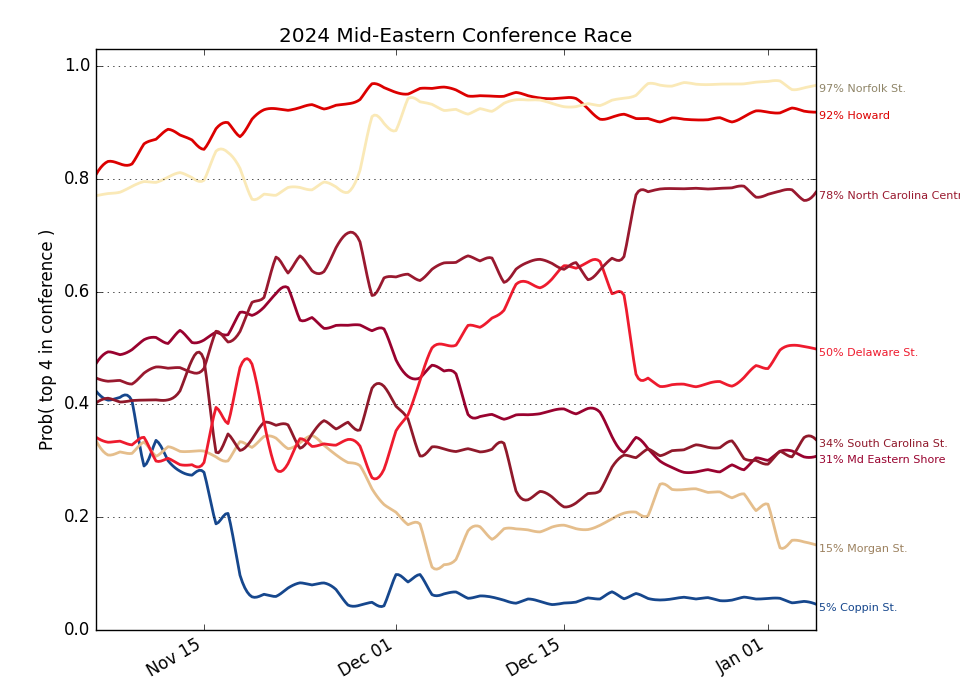 2024 Mid-Eastern Conference Race
Prob( top 4 in conference )
1.0
0.8
0.6
0.4
0.2
0.0
Nov 15
Dec 01
Dec 15
Jan 01
97% Norfolk St.
92% Howard
78% North Carolina Centr
50% Delaware St.
34% South Carolina St.
31% Md Eastern Shore
15% Morgan St.
5% Coppin St.